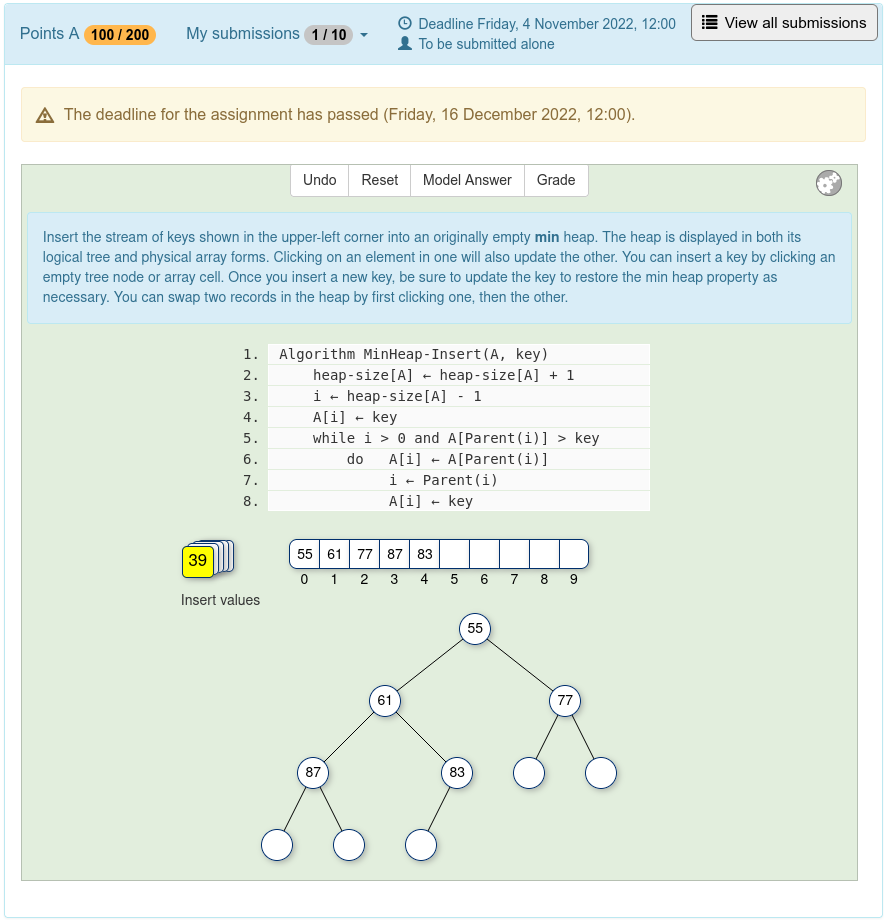 Points A 100 / 200 My submissions 1 / 10 Deadline Friday, 4 November 2022, 12:00 View all submissions
To be submitted alone
The deadline for the assignment has passed (Friday, 16 December 2022, 12:00).
Undo Reset Model Answer Grade
Insert the stream of keys shown in the upper-left corner into an originally empty min heap. The heap is displayed in both its
logical tree and physical array forms. Clicking on an element in one will also update the other. You can insert a key by clicking an
empty tree node or array cell. Once you insert a new key, be sure to update the key to restore the min heap property as
necessary. You can swap two records in the heap by first clicking one, then the other.
1. Algorithm MinHeap-Insert(A, key)
2. heap-size[A] ← heap-size[A] + 1
3. i ← heap-size[A] - 1
4. A[i] ← key
5. while i > 0 and A[Parent(i)] > key
6. do A[i] ← A[Parent(i)]
7. i ← Parent(i)
8. A[i] ← key
39 55 61 77 87 83
0 1 2 3 4 5 6 7 8 9
Insert values
55
61 77
87 83